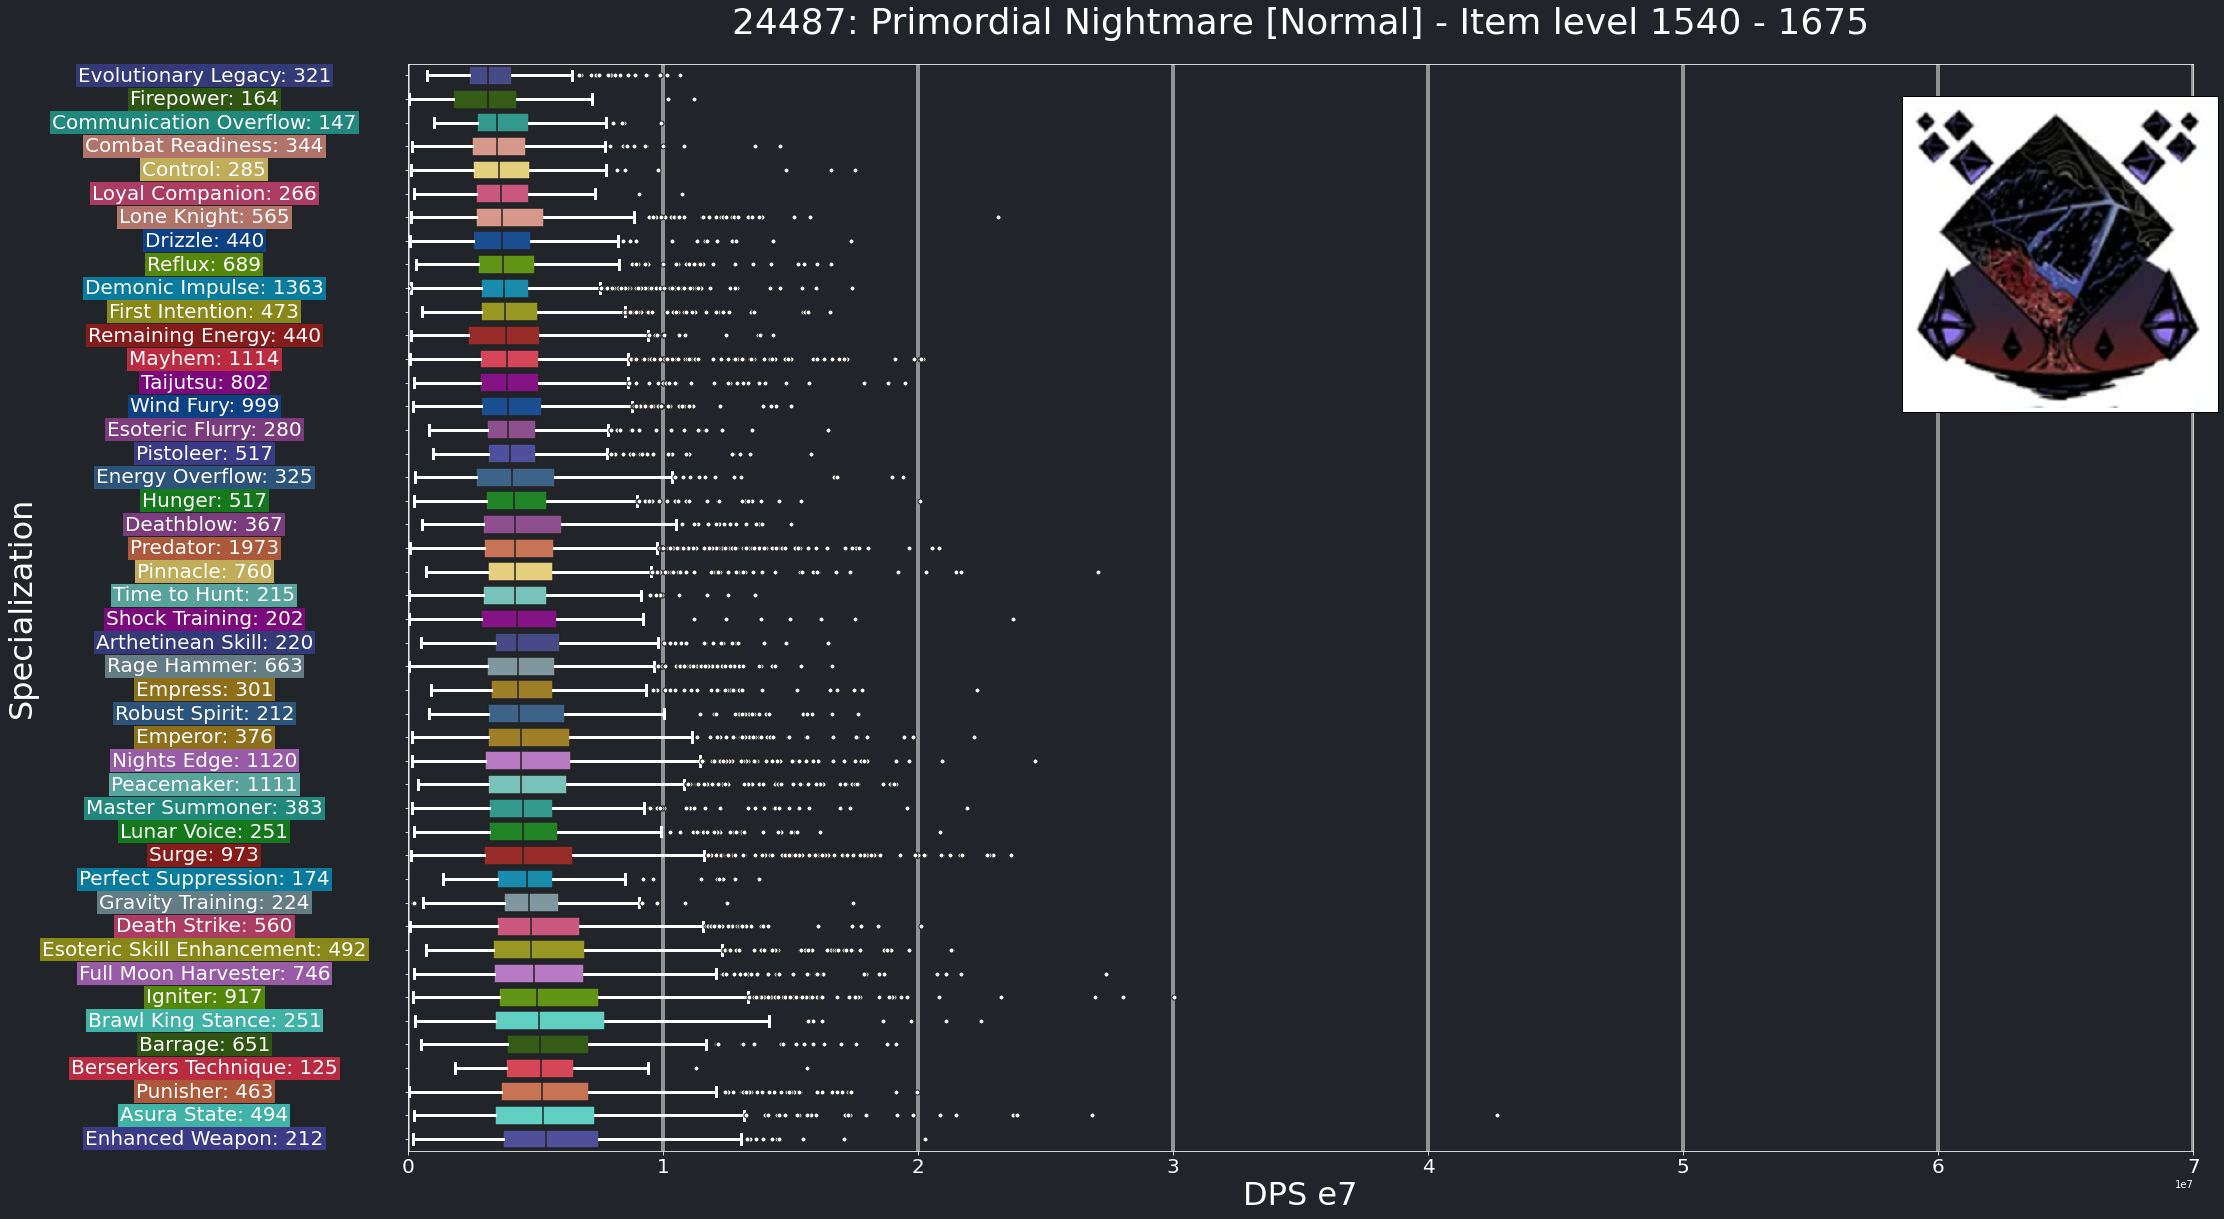 24487: Primordial Nightmare [Normal] - Item level 1540 - 1675
Specialization
Evolutionary Legacy: 321
Firepower: 164
Communication Overflow: 147
Combat Readiness: 344
Control: 285
Loyal Companion: 266
Lone Knight: 565
Drizzle: 440
Reflux: 689
Demonic Impulse: 1363
First Intention: 473
Remaining Energy: 440
Mayhem: 1114
Taijutsu: 802
Wind Fury: 999
Esoteric Flurry: 280
Pistoleer: 517
Energy Overflow: 325
Hunger: 517
Deathblow: 367
Predator: 1973
Pinnacle: 760
Time to Hunt: 215
Shock Training: 202
Arthetinean Skill: 220
Rage Hammer: 663
Empress: 301
Robust Spirit: 212
Emperor: 376
Nights Edge: 1120
Peacemaker: 1111
Master Summoner: 383
Lunar Voice: 251
Surge: 973
Perfect Suppression: 174
Gravity Training: 224
Death Strike: 560
Esoteric Skill Enhancement: 492
Full Moon Harvester: 746
Igniter: 917
Brawl King Stance: 251
Barrage: 651
Berserkers Technique: 125
Punisher: 463
Asura State: 494
Enhanced Weapon: 212
0 1 2 3 4 5 6 7
DPS e7
1e7